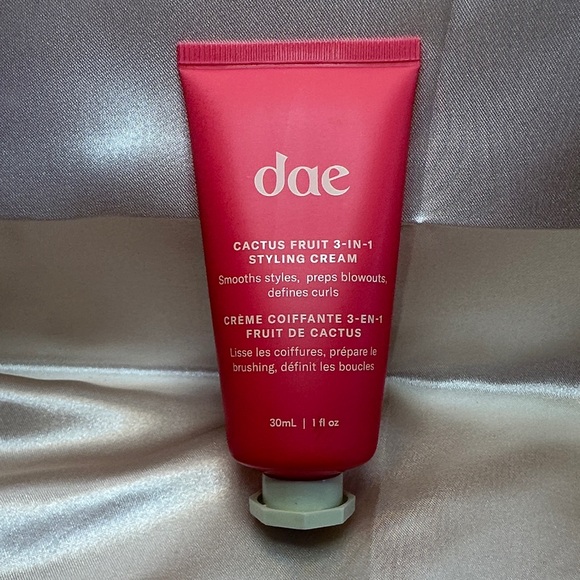 dae
CACTUS FRUIT 3-IN-1
STYLING CREAM
Smooths styles, preps blowouts,
defines curls
CRÈME COIFFANTE 3-EN-1
FRUIT DE CACTUS
Lisse les coiffures, prépare le
brushing, définit les boucles
30mL | 1 fl oz